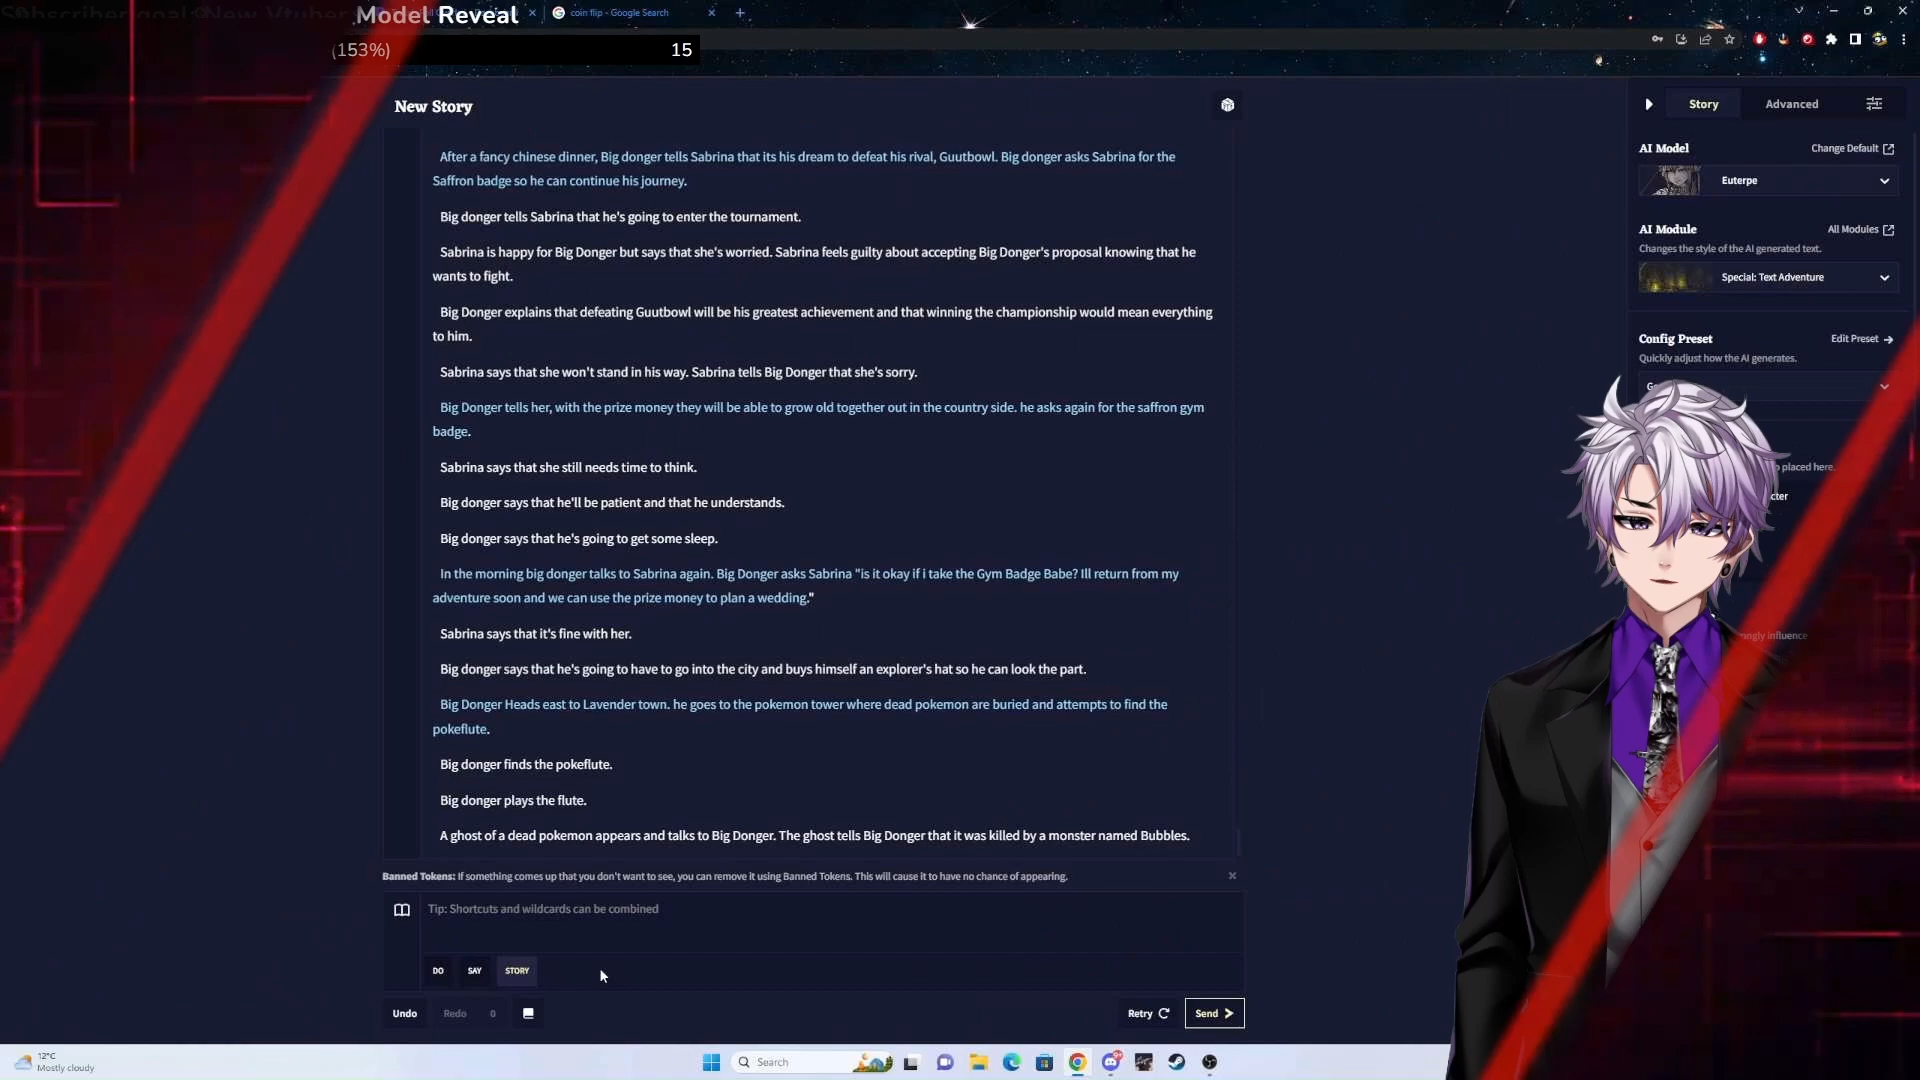 Subscriber goal: New Vtuber
Model Reveal
coin flip - Google Search
(153%)
15
New Story
Story
Advanced
After a fancy chinese dinner, Big donger tells Sabrina that its his dream to defeat his rival, Guutbowl. Big donger asks Sabrina for the
Saffron badge so he can continue his journey.
Big donger tells Sabrina that he's going to enter the tournament.
Sabrina is happy for Big Donger but says that she's worried. Sabrina feels guilty about accepting Big Donger's proposal knowing that he
wants to fight.
Big Donger explains that defeating Guutbowl will be his greatest achievement and that winning the championship would mean everything
to him.
Sabrina says that she won't stand in his way. Sabrina tells Big Donger that she's sorry.
Big Donger tells her, with the prize money they will be able to grow old together out in the country side. he asks again for the saffron gym
badge.
Sabrina says that she still needs time to think.
Big donger says that he'll be patient and that he understands.
Big donger says that he's going to get some sleep.
In the morning big donger talks to Sabrina again. Big Donger asks Sabrina "is it okay if i take the Gym Badge Babe? Ill return from my
adventure soon and we can use the prize money to plan a wedding."
Sabrina says that it's fine with her.
Big donger says that he's going to have to go into the city and buys himself an explorer's hat so he can look the part.
Big Donger Heads east to Lavender town. he goes to the pokemon tower where dead pokemon are buried and attempts to find the
pokeflute.
Big donger finds the pokeflute.
Big donger plays the flute.
A ghost of a dead pokemon appears and talks to Big Donger. The ghost tells Big Donger that it was killed by a monster named Bubbles.
Banned Tokens: If something comes up that you don't want to see, you can remove it using Banned Tokens. This will cause it to have no chance of appearing.
Tip: Shortcuts and wildcards can be combined
DO
SAY
STORY
Undo
Redo
0
Retry
Send
AI Model
Change Default
Euterpe
AI Module
All Modules
Changes the style of the AI generated text.
Special: Text Adventure
Config Preset
Edit Preset
Quickly adjust how the AI generates.
placed here.
12°C
Mostly cloudy
Search